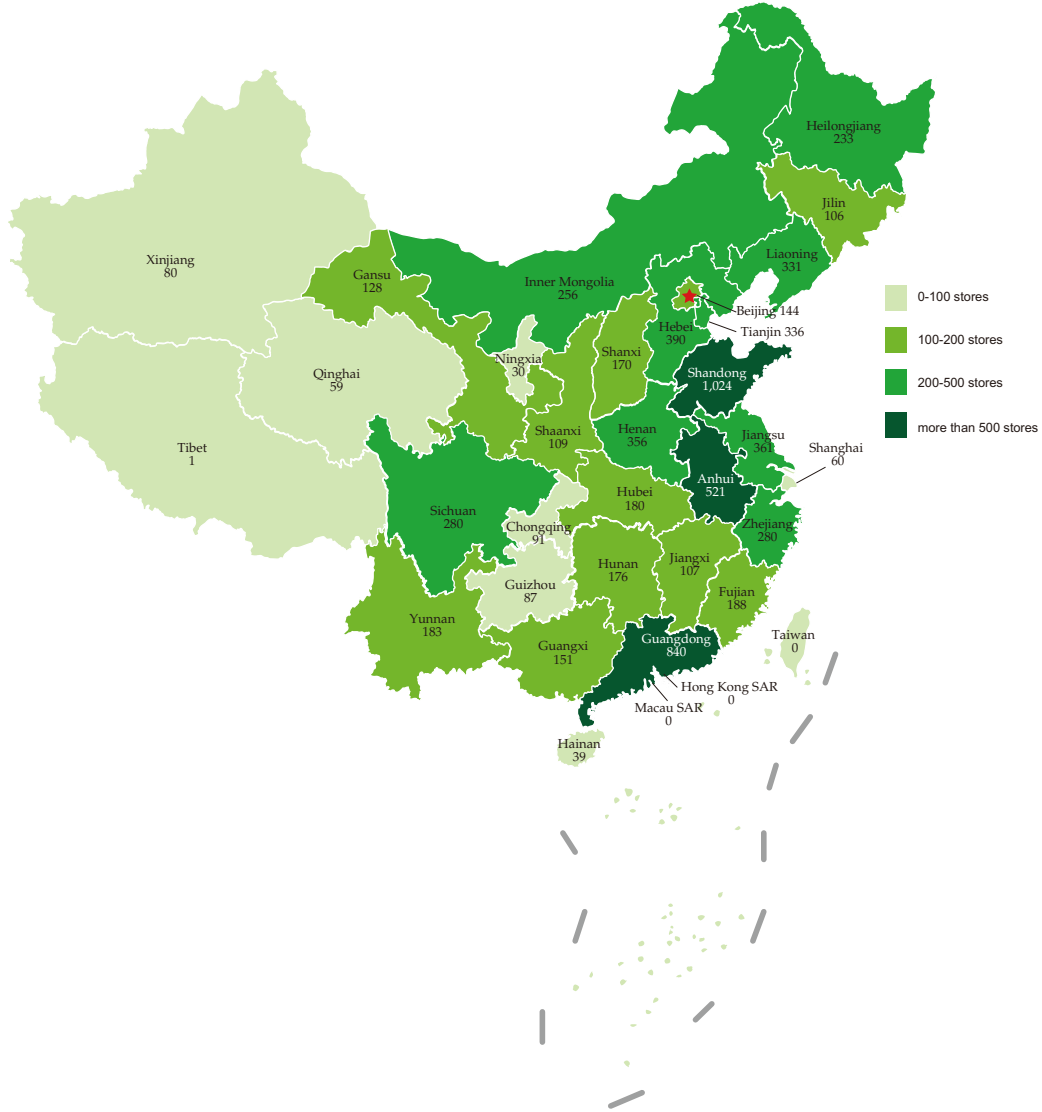 Heilongjiang
233
Jilin
106
Liaoning
331
Xinjiang
80
Gansu
128
Inner Mongolia
256
Beijing 144
Tianjin 336
Hebei
390
Shanxi
170
Ningxia
30
Qinghai
59
Shandong
1,024
Shaanxi
109
Henan
356
Jiangsu
361
Shanghai
60
Tibet
1
Anhui
521
Hubei
180
Sichuan
280
Chongqing
91
Zhejiang
280
Hunan
176
Jiangxi
107
Guizhou
87
Fujian
188
Yunnan
183
Guangxi
151
Guangdong
840
Taiwan
0
Hong Kong SAR
0
Macau SAR
0
Hainan
39
0-100 stores
100-200 stores
200-500 stores
more than 500 stores